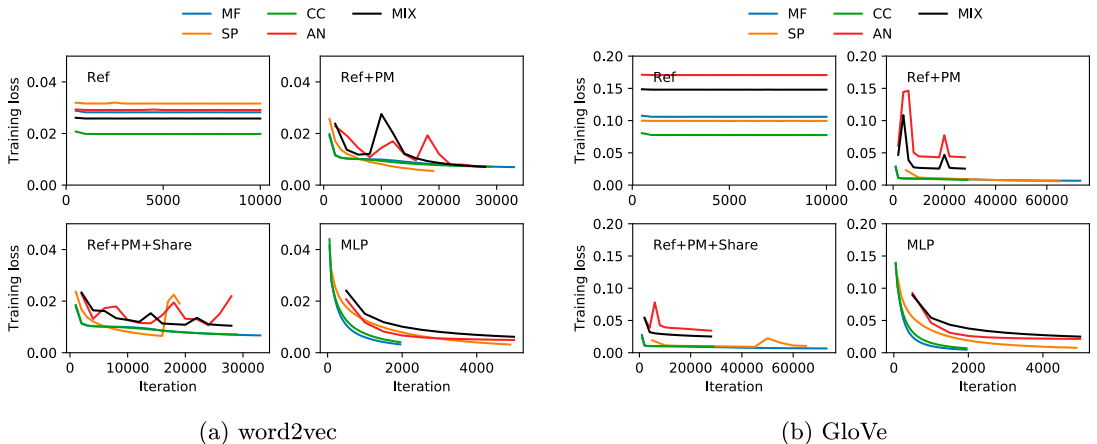 MF CC MIX
SP AN
MF CC MIX
SP AN
Training loss
0.04
0.02
0.00
Ref
0 5000 10000
0.04
0.02
0.00
Ref+PM
0 10000 20000 30000
Training loss
0.20
0.15
0.10
0.05
0.00
Ref
0 5000 10000
0.20
0.15
0.10
0.05
0.00
Ref+PM
0 20000 40000 60000
Training loss
0.04
0.02
0.00
Ref+PM+Share
0 10000 20000 30000
Iteration
0.04
0.02
0.00
MLP
0 2000 4000
Iteration
Training loss
0.20
0.15
0.10
0.05
0.00
Ref+PM+Share
0 20000 40000 60000
Iteration
0.20
0.15
0.10
0.05
0.00
MLP
0 2000 4000
Iteration
(a) word2vec
(b) GloVe